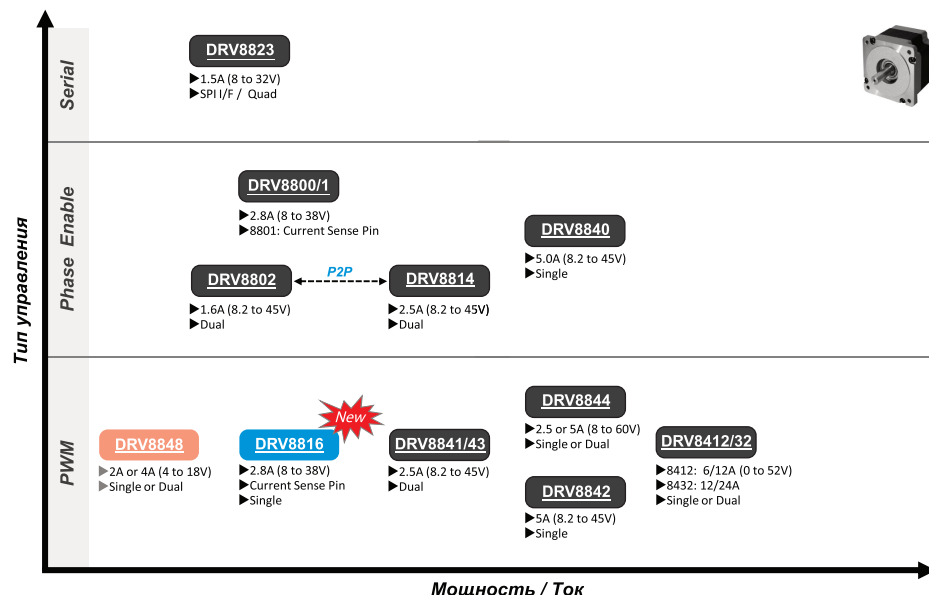 Тип управления
Serial
DRV8823
▶1.5A (8 to 32V)
▶SPI I/F / Quad
Phase Enable
DRV8800/1
▶2.8A (8 to 38V)
▶8801: Current Sense Pin
DRV8840
▶5.0A (8.2 to 45V)
▶Single
DRV8802
P2P
DRV8814
▶1.6A (8.2 to 45V)
▶Dual
▶2.5A (8.2 to 45V)
▶Dual
PWM
DRV8848
▶2A or 4A (4 to 18V)
▶Single or Dual
New
DRV8816
▶2.8A (8 to 38V)
▶Current Sense Pin
▶Single
DRV8841/43
▶2.5A (8.2 to 45V)
▶Dual
DRV8844
▶2.5 or 5A (8 to 60V)
▶Single or Dual
DRV8842
▶5A (8.2 to 45V)
▶Single
DRV8412/32
▶8412: 6/12A (0 to 52V)
▶8432: 12/24A
▶Single or Dual
Мощность / Ток